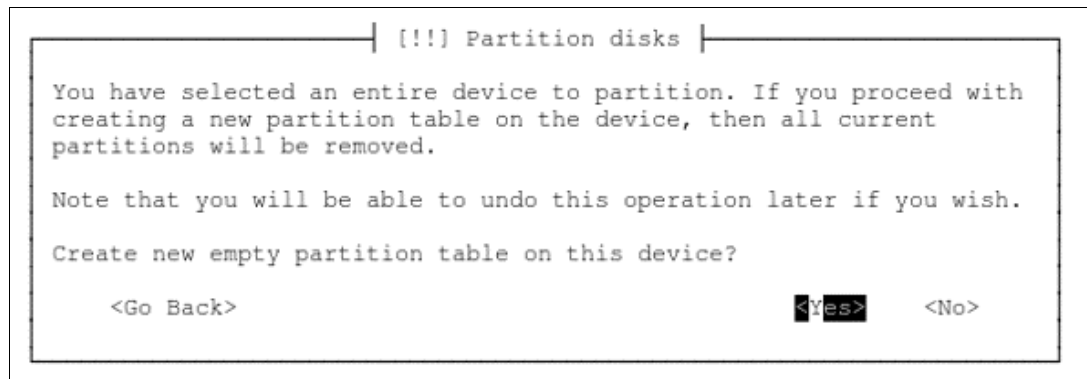 [!!] Partition disks
You have selected an entire device to partition. If you proceed with
creating a new partition table on the device, then all current
partitions will be removed.
Note that you will be able to undo this operation later if you wish.
Create new empty partition table on this device?
<Go Back> <Yes> <No>